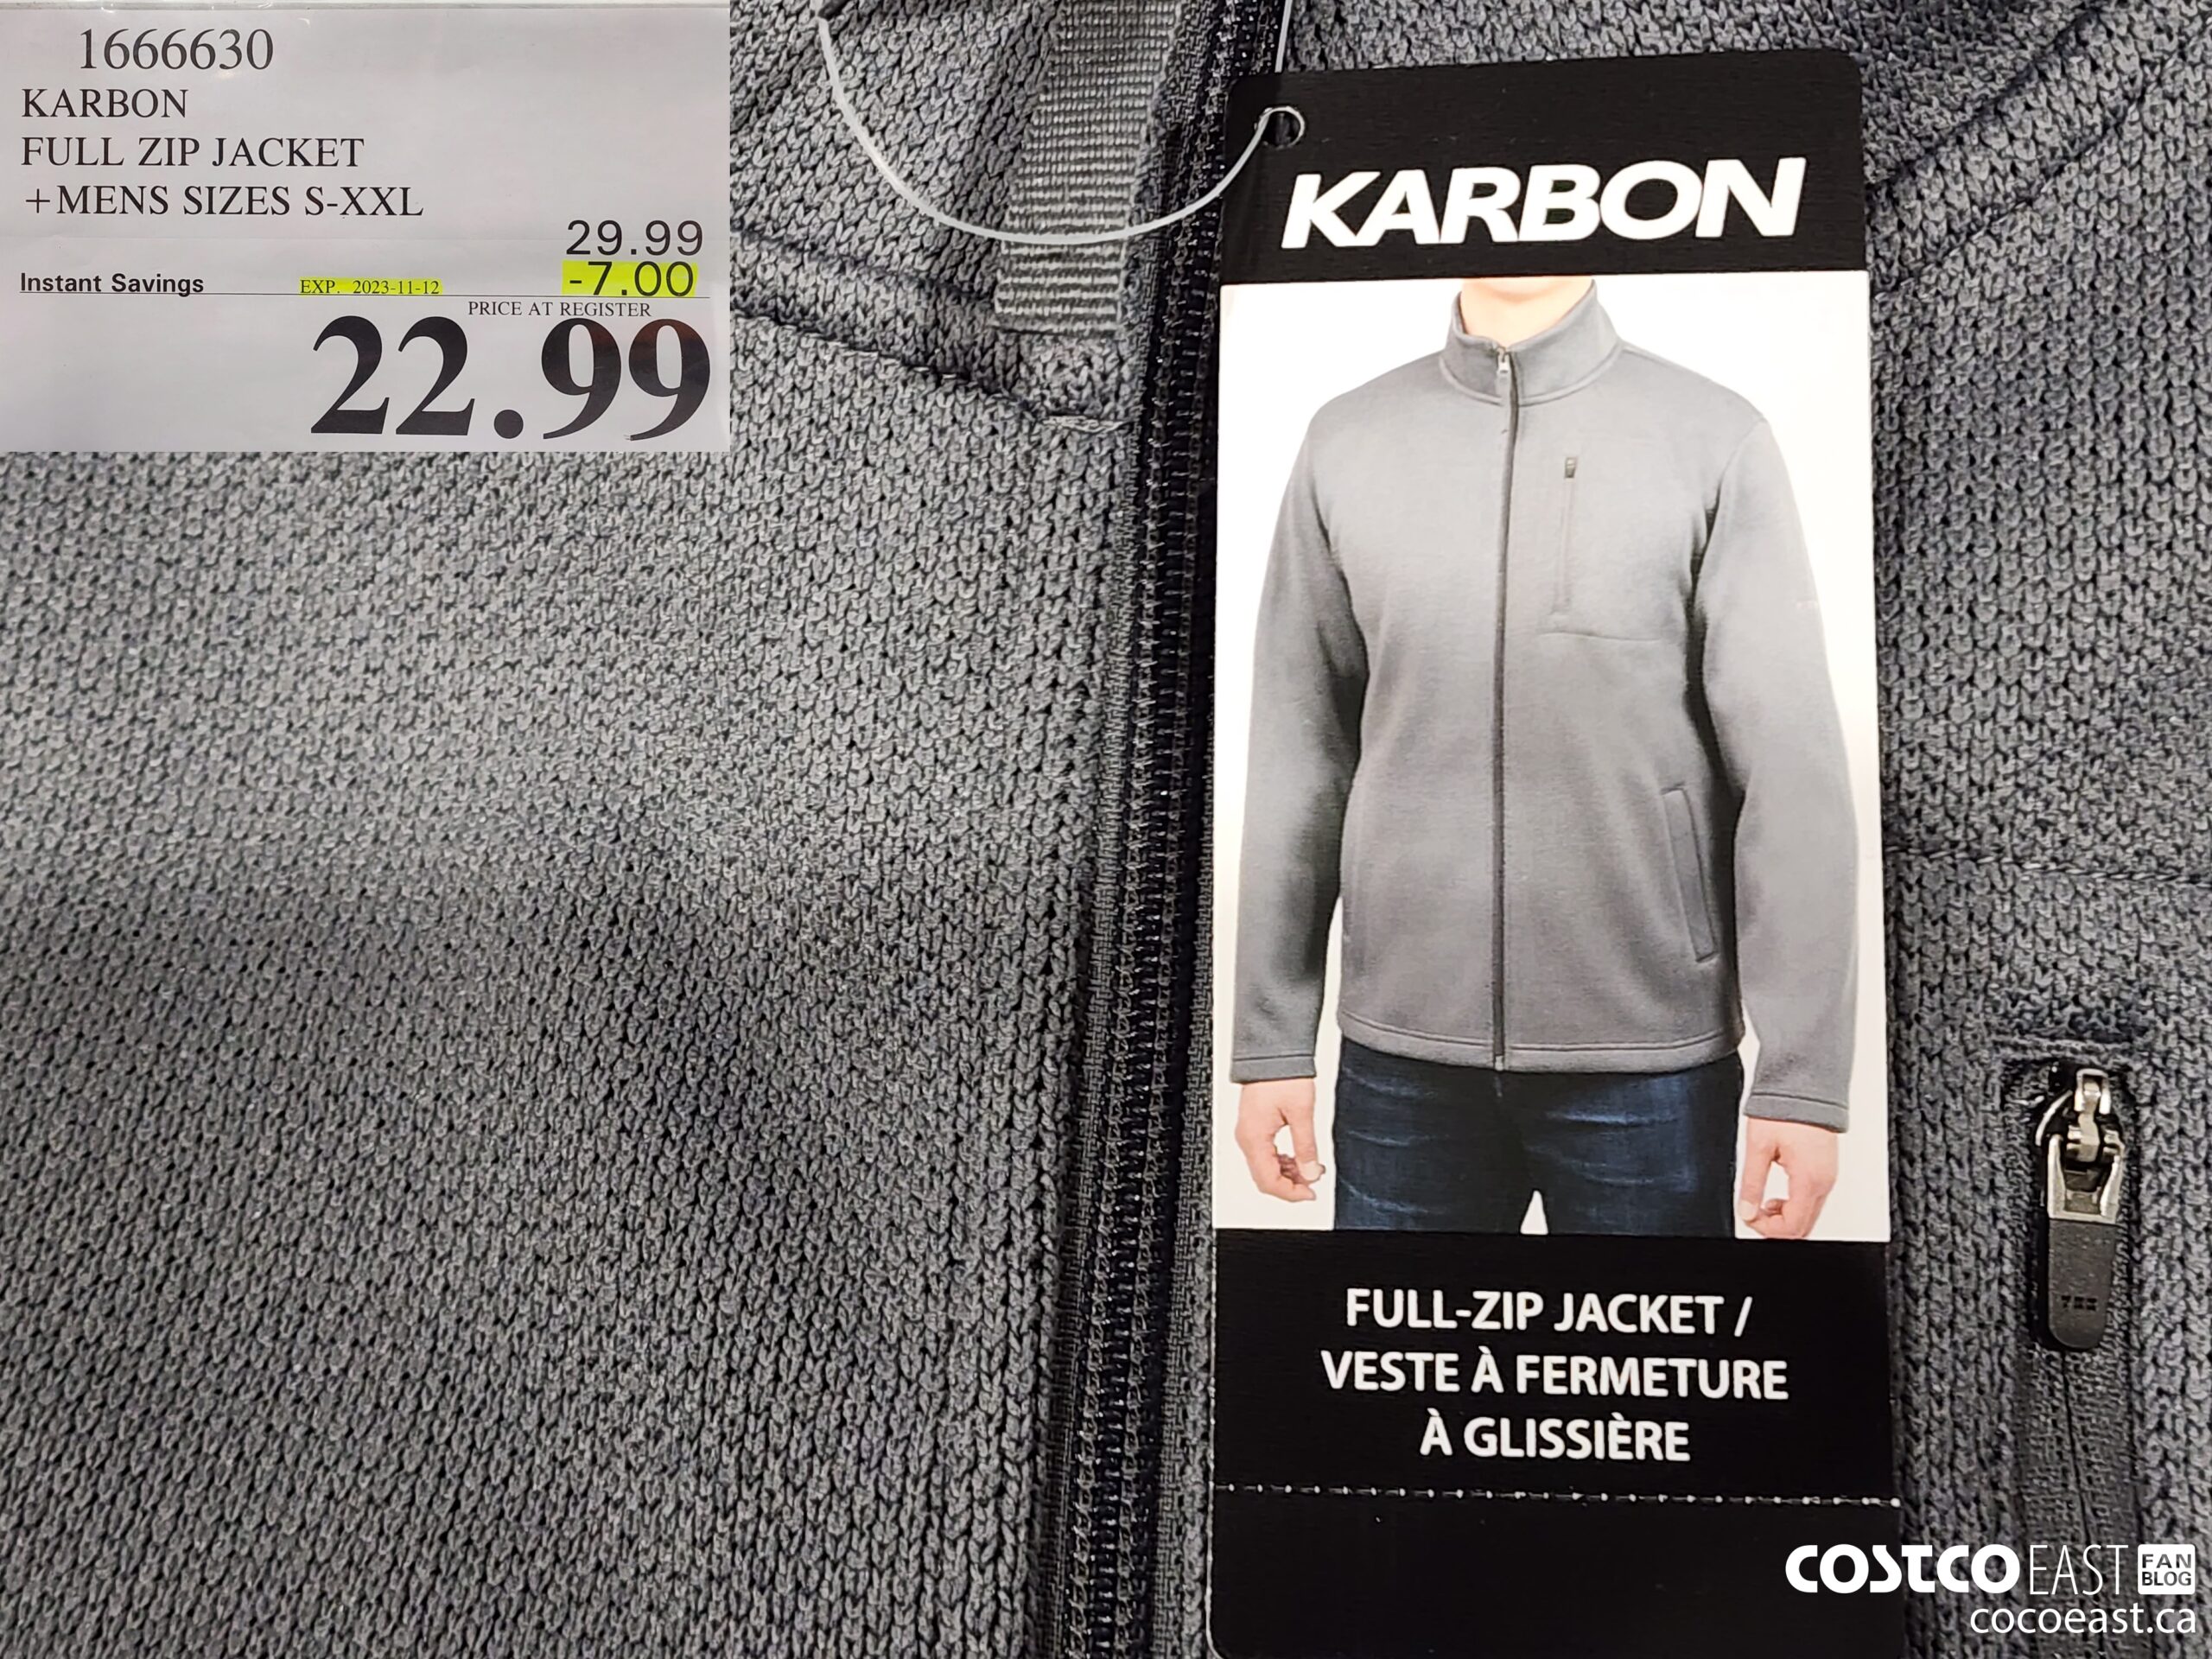 1666630
KARBON
FULL ZIP JACKET
+MENS SIZES S-XXL
29.99
Instant Savings EXP. 2023-11-12 -7.00
PRICE AT REGISTER
22.99
KARBON
FULL-ZIP JACKET /
VESTE À FERMETURE
À GLISSIÈRE
COSTCO EAST FAN BLOG
cocoeast.ca